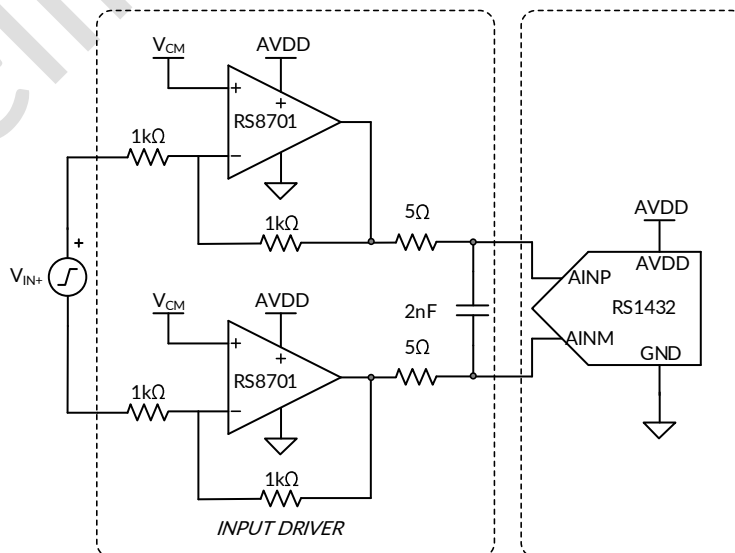 V_CM
AVDD
+
+
RS8701
−
1kΩ
1kΩ
5Ω
+
V_IN+
V_CM
AVDD
+
+
RS8701
−
1kΩ
1kΩ
2nF
5Ω
INPUT DRIVER
AVDD
AVDD
AINP
RS1432
AINM
GND